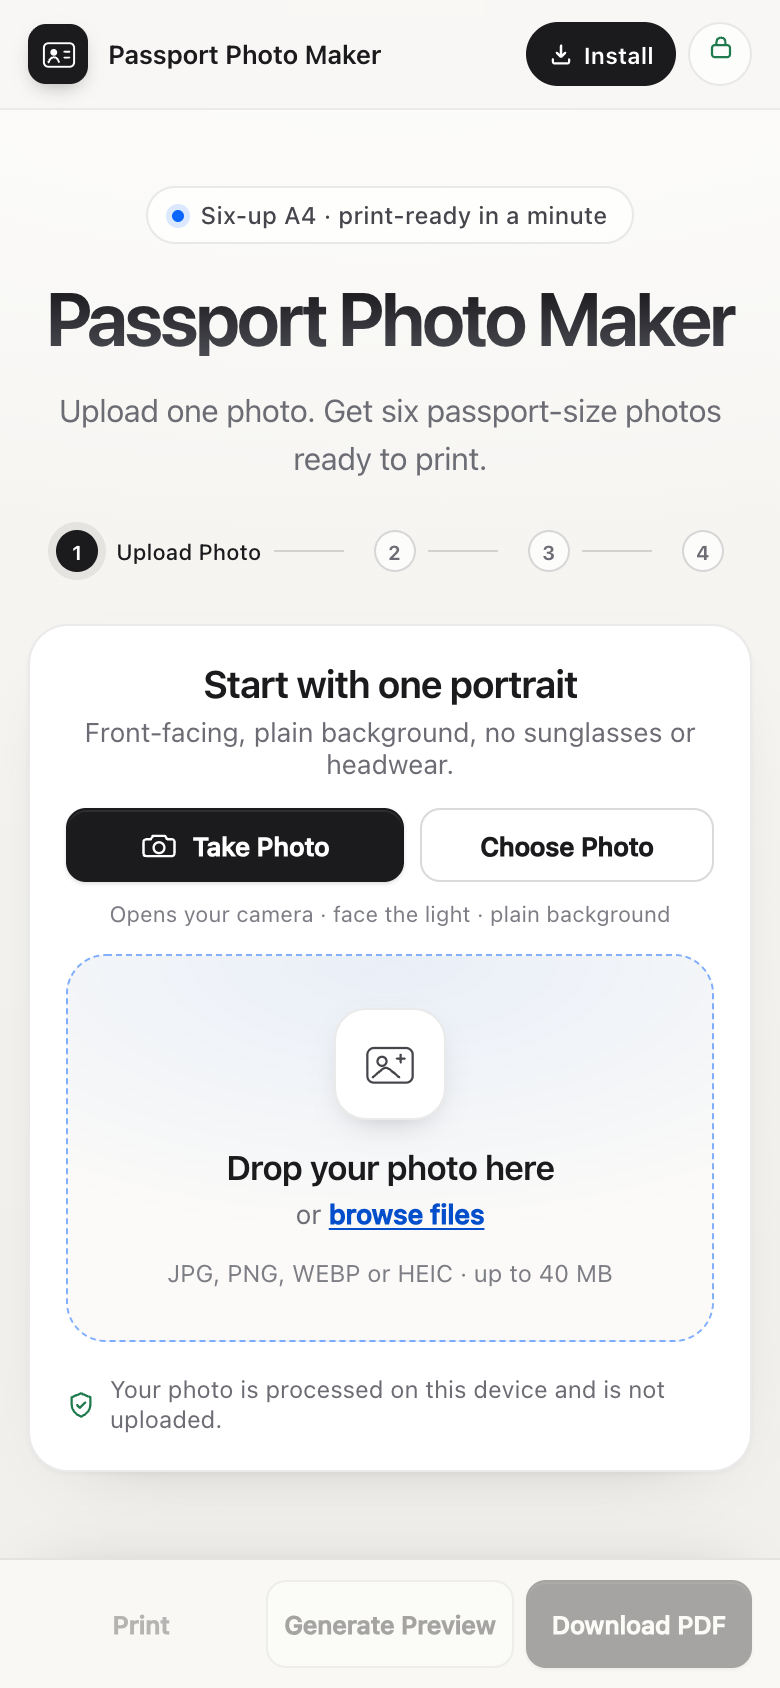 Passport Photo Maker
Install
Six-up A4 · print-ready in a minute
Passport Photo Maker
Upload one photo. Get six passport-size photos
ready to print.
1 Upload Photo 2 3 4
Start with one portrait
Front-facing, plain background, no sunglasses or
headwear.
Take Photo
Choose Photo
Opens your camera · face the light · plain background
Drop your photo here
or browse files
JPG, PNG, WEBP or HEIC · up to 40 MB
Your photo is processed on this device and is not
uploaded.
Print
Generate Preview
Download PDF